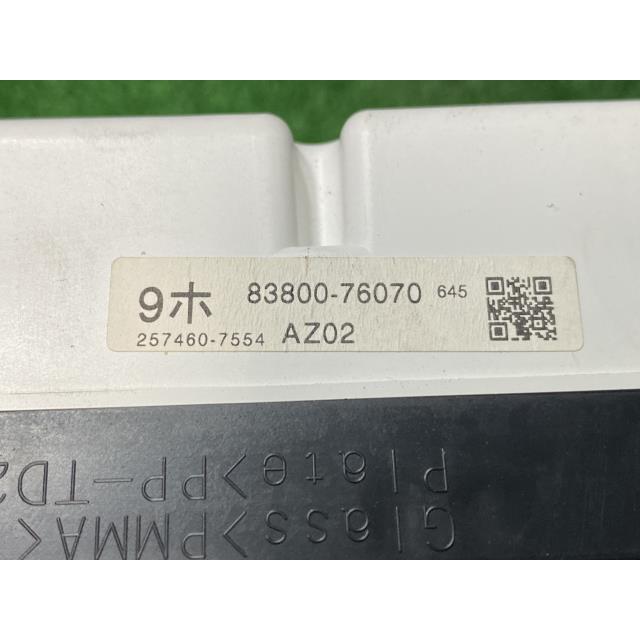 9ホ 83800-76070 645
257460-7554 AZ02
Glass>PMMA<
Plate>PP-TD2